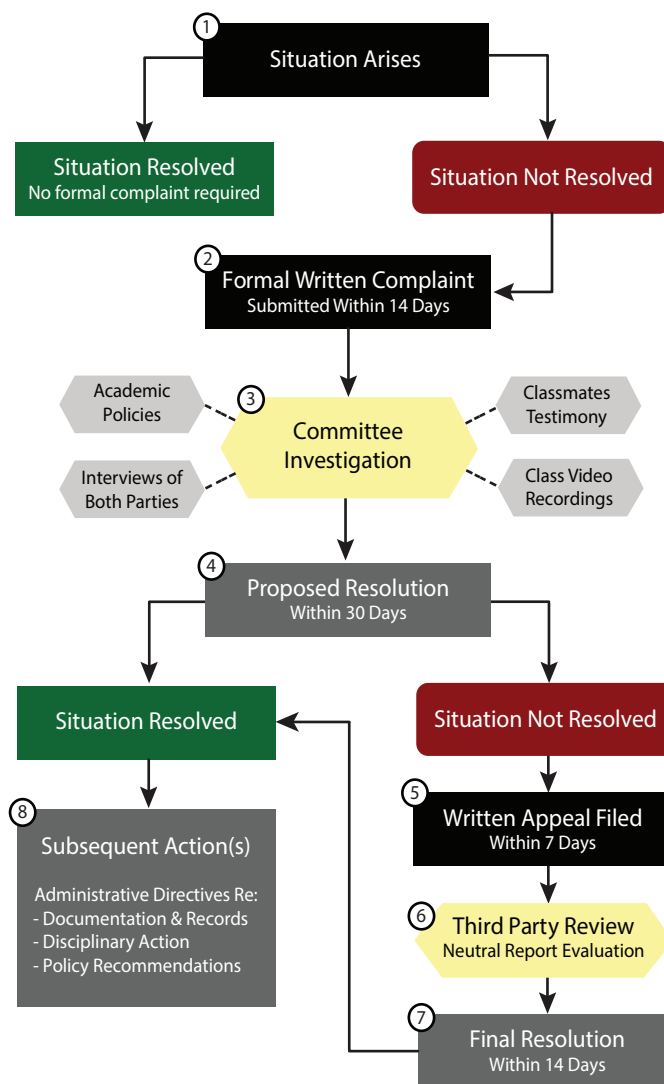 1
Situation Arises
Situation Resolved
No formal complaint required
Situation Not Resolved
2
Formal Written Complaint
Submitted Within 14 Days
Academic
Policies
3
Committee
Investigation
Classmates
Testimony
Interviews of
Both Parties
Class Video
Recordings
4
Proposed Resolution
Within 30 Days
Situation Resolved
Situation Not Resolved
5
Written Appeal Filed
Within 7 Days
6
Third Party Review
Neutral Report Evaluation
7
Final Resolution
Within 14 Days
8
Subsequent Action(s)
Administrative Directives Re:
- Documentation & Records
- Disciplinary Action
- Policy Recommendations